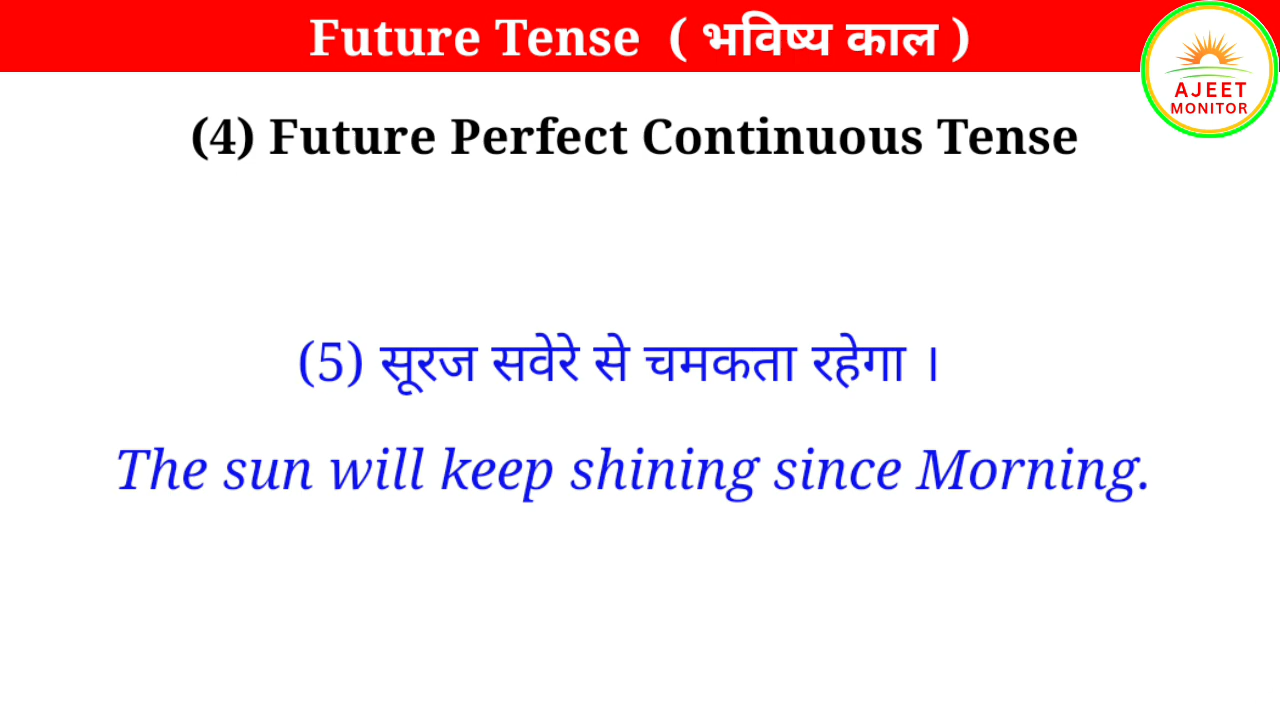 Future Tense ( भविष्य काल )
AJEET
MONITOR
(4) Future Perfect Continuous Tense
(5) सूरज सवेरे से चमकता रहेगा ।
The sun will keep shining since Morning.